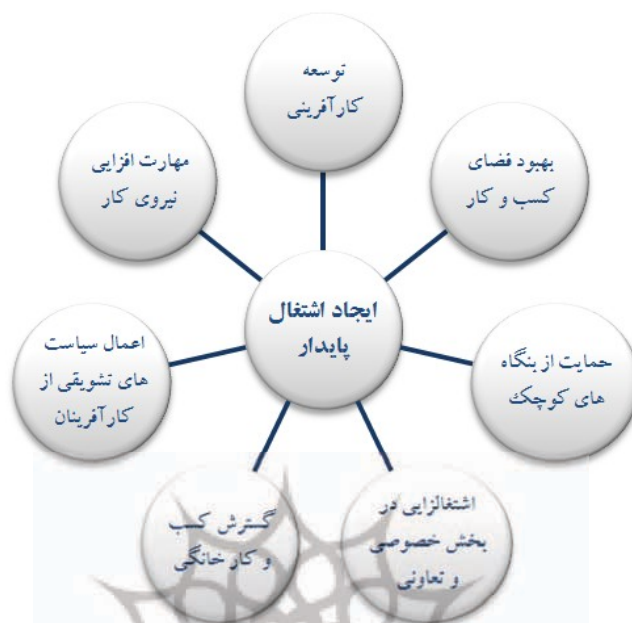 توسعه
کارآفرینی
بهبود فضای
کسب و کار
مهارت افزایی
نیروی کار
ایجاد اشتغال
پایدار
حمایت از بنگاه
های کوچک
اعمال سیاست
های تشویقی از
کارآفرینان
اشتغالزایی در
بخش خصوصی
و تعاونی
گسترش کسب
و کار خانگی